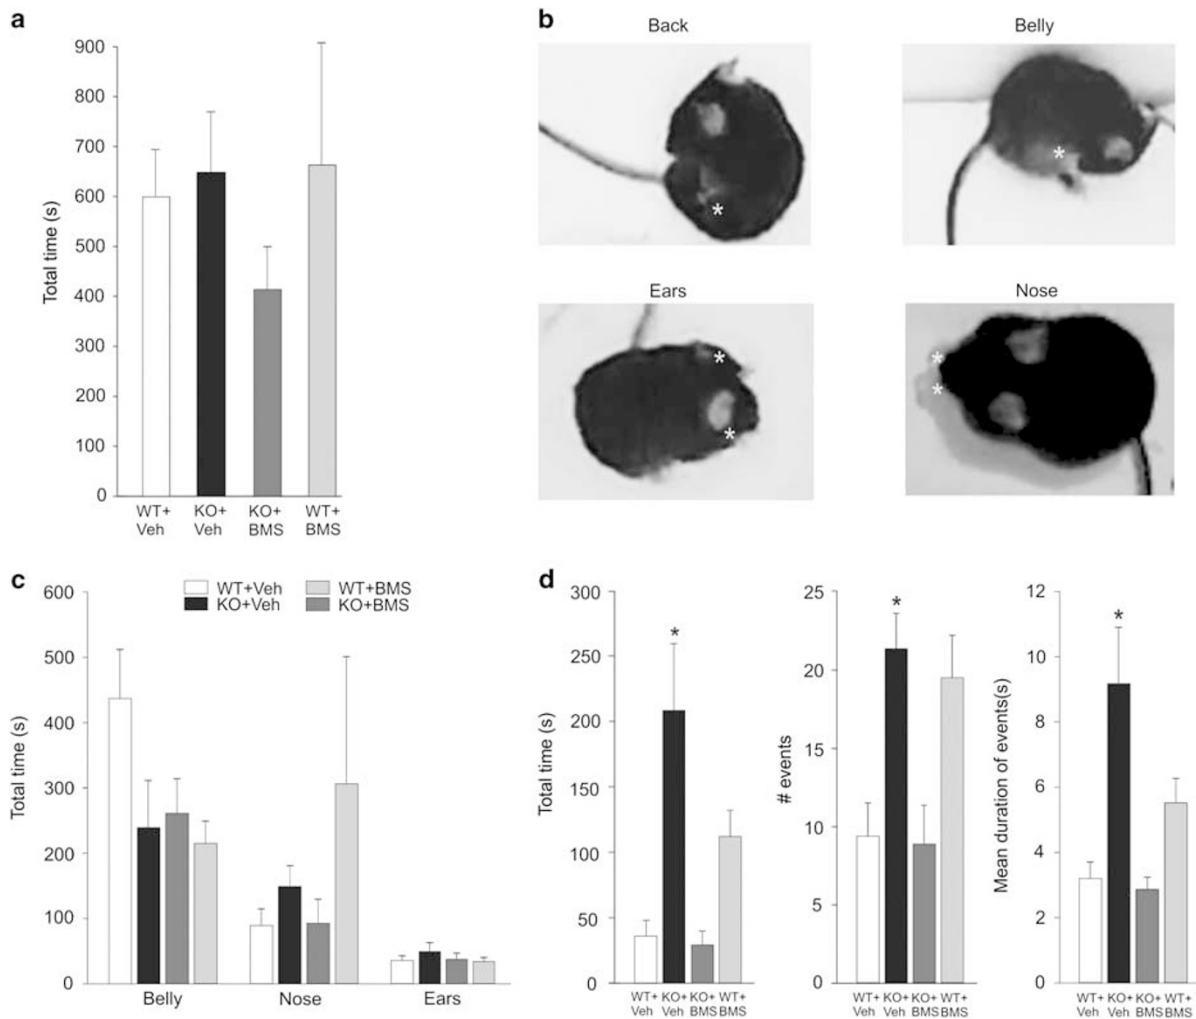 a
900
800
700
600
500
400
300
200
100
0
Total time (s)
WT+ Veh
KO+ Veh
KO+ BMS
WT+ BMS
b
Back
Belly
*
*
Ears
Nose
*
*
*
*
c
WT+Veh
WT+BMS
KO+Veh
KO+BMS
600
500
400
300
200
100
0
Total time (s)
Belly
Nose
Ears
d
300
250
200
150
100
50
0
Total time (s)
*
WT+ Veh
KO+ Veh
KO+ BMS
WT+ BMS
25
20
15
10
5
0
# events
*
WT+ Veh
KO+ Veh
KO+ BMS
WT+ BMS
12
10
8
6
4
2
0
Mean duration of events(s)
*
WT+ Veh
KO+ Veh
KO+ BMS
WT+ BMS